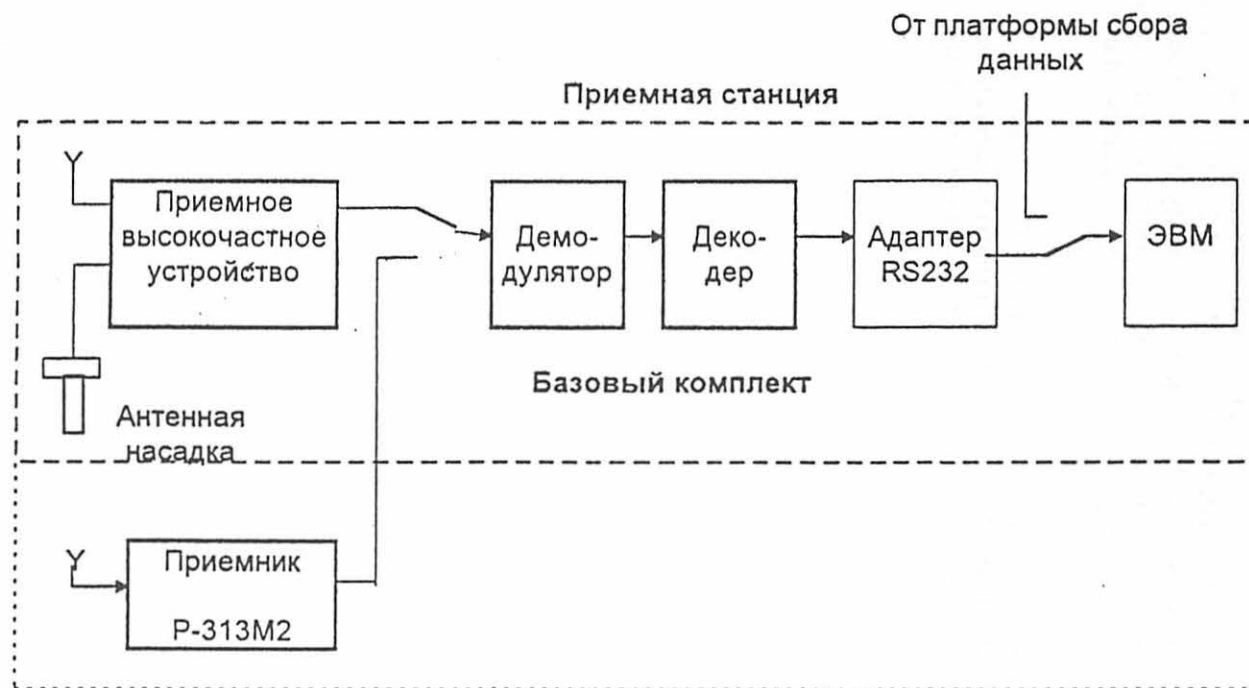 От платформы сбора
данных
Приемная станция
Приемное
высокочастное
устройство
Демо-
дулятор
Деко-
дер
Адаптер
RS232
ЭВМ
Базовый комплект
Антенная
насадка
Приемник
Р-313М2